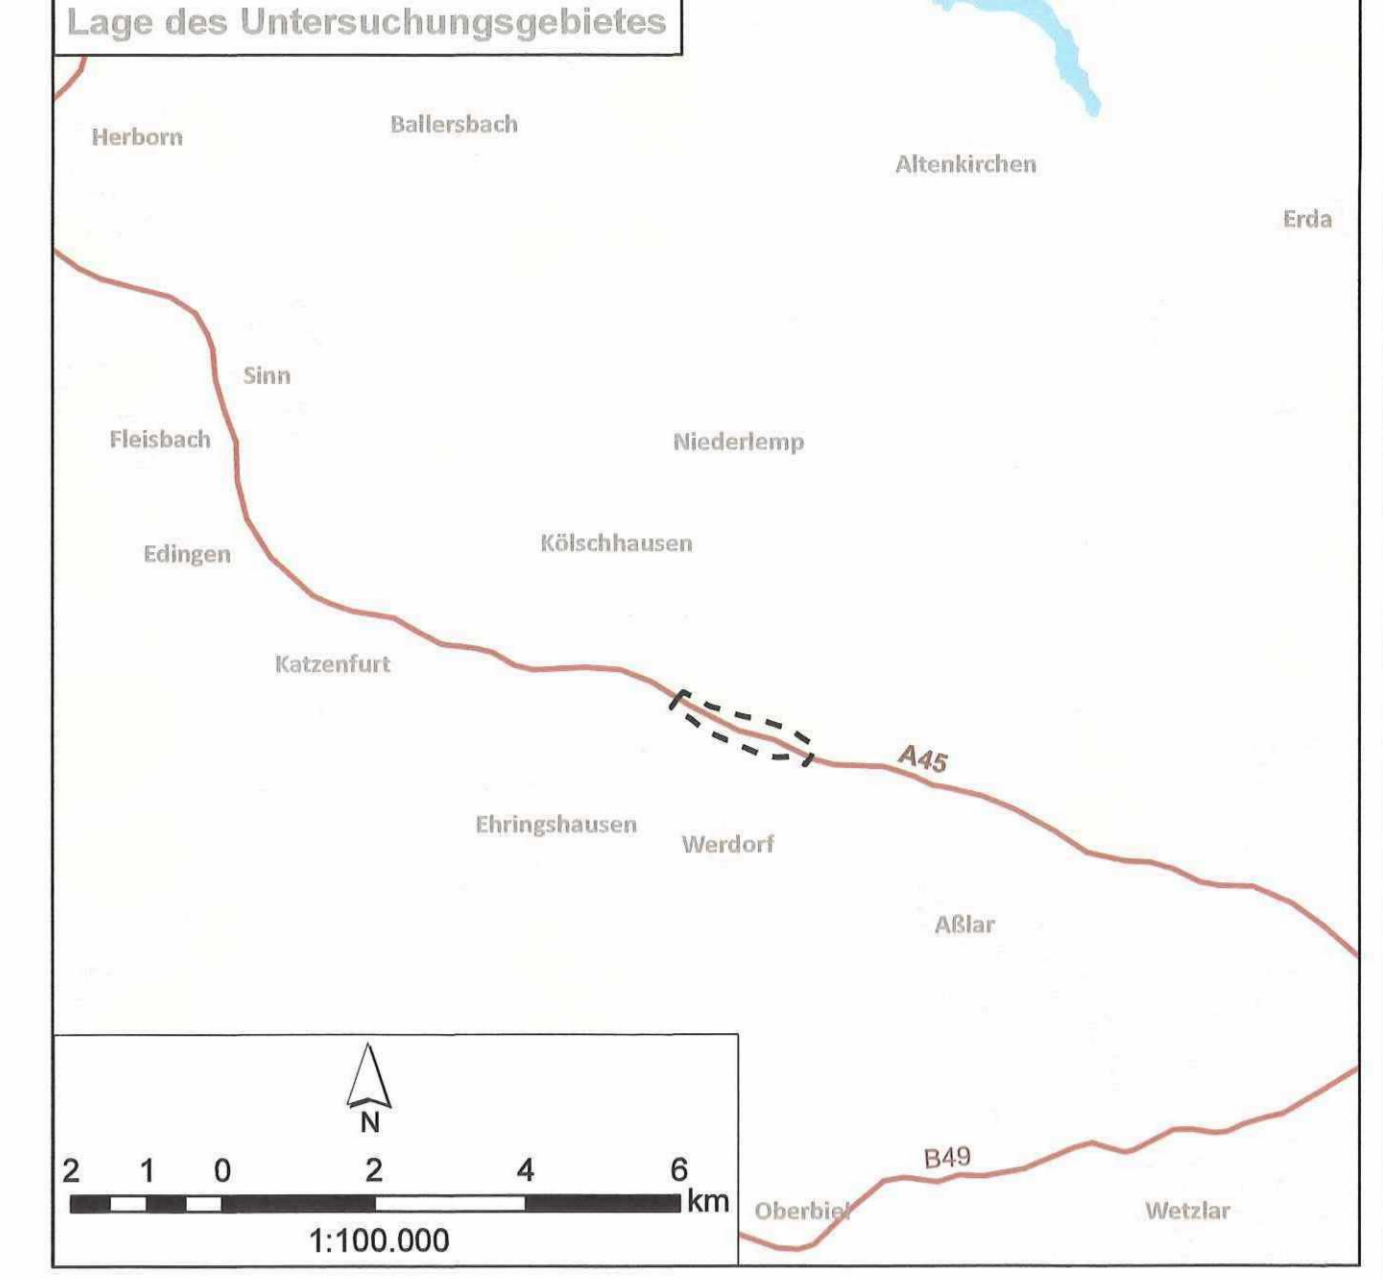 Lage des Untersuchungsgebietes
Ballersbach
Herborn
Altenkirchen
Erda
Sinn
Fleisbach
Niederlemp
Kölschhausen
Edingen
Katzenfurt
A45
Ehringshausen
Werdorf
Aßlar
N
B49
2 1 0 2 4 6
km
Oberbiel
Wetzlar
1:100.000